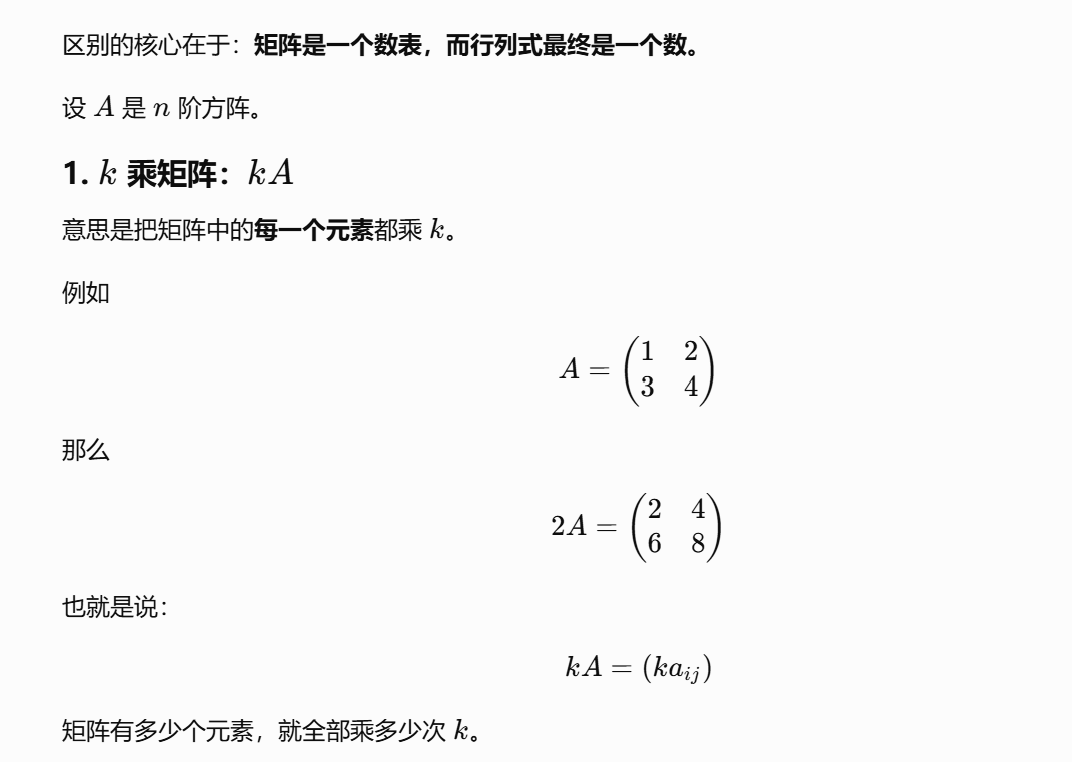 区别的核心在于：矩阵是一个数表，而行列式最终是一个数。
设 A 是 n 阶方阵。
1. k 乘矩阵：kA
意思是把矩阵中的每一个元素都乘 k。
例如
A = (1 2
3 4)
那么
2A = (2 4
6 8)
也就是说：
kA = (ka_{ij})
矩阵有多少个元素，就全部乘多少次 k。